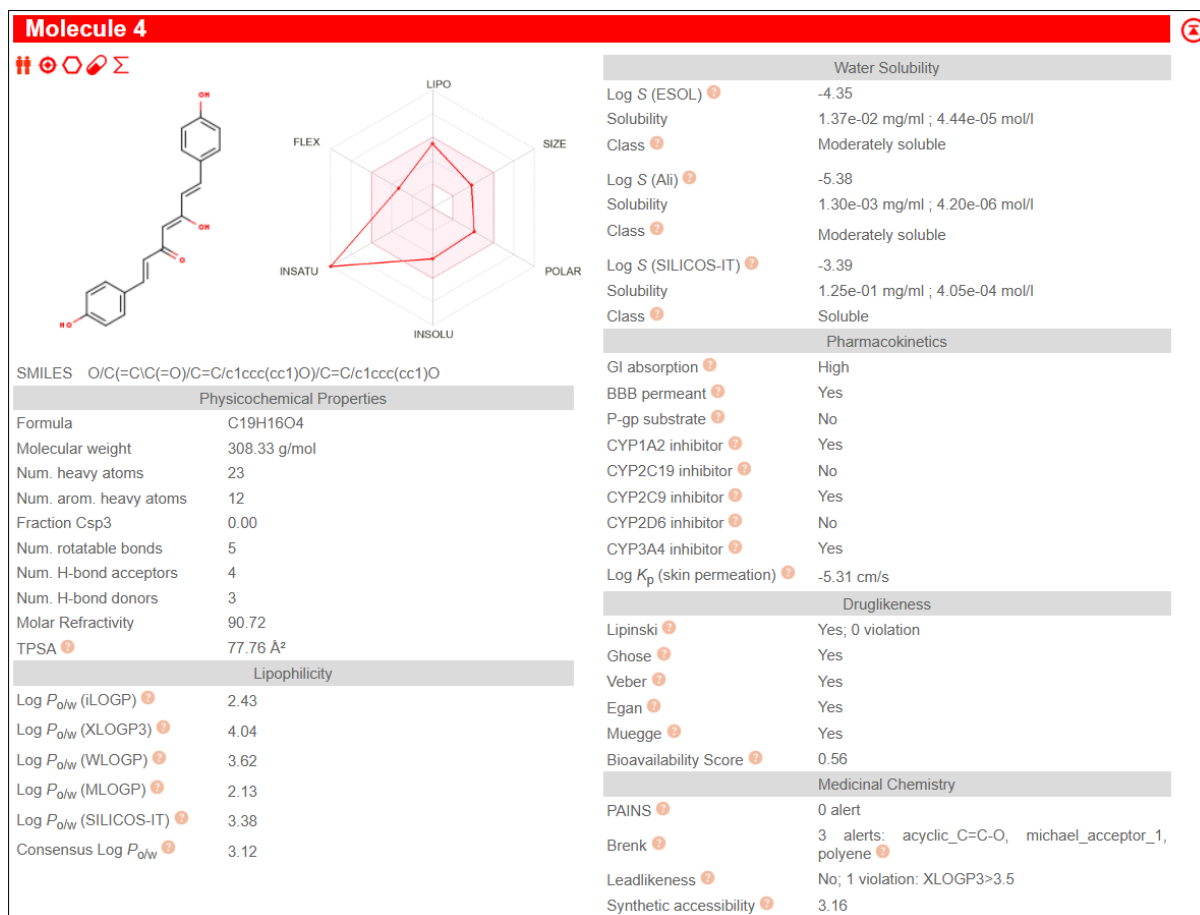 Molecule 4
OH
OH
O
HO
LIPO
FLEX
SIZE
INSATU
POLAR
INSOLU
SMILES O/C(=C\C(=O)/C=C/c1ccc(cc1)O)/C=C/c1ccc(cc1)O
Physicochemical Properties
Formula C19H16O4
Molecular weight 308.33 g/mol
Num. heavy atoms 23
Num. arom. heavy atoms 12
Fraction Csp3 0.00
Num. rotatable bonds 5
Num. H-bond acceptors 4
Num. H-bond donors 3
Molar Refractivity 90.72
TPSA ? 77.76 Å²
Lipophilicity
Log Po/w (iLOGP) ? 2.43
Log Po/w (XLOGP3) ? 4.04
Log Po/w (WLOGP) ? 3.62
Log Po/w (MLOGP) ? 2.13
Log Po/w (SILICOS-IT) ? 3.38
Consensus Log Po/w ? 3.12
Water Solubility
Log S (ESOL) ? -4.35
Solubility 1.37e-02 mg/ml ; 4.44e-05 mol/l
Class ? Moderately soluble
Log S (Ali) ? -5.38
Solubility 1.30e-03 mg/ml ; 4.20e-06 mol/l
Class ? Moderately soluble
Log S (SILICOS-IT) ? -3.39
Solubility 1.25e-01 mg/ml ; 4.05e-04 mol/l
Class ? Soluble
Pharmacokinetics
GI absorption ? High
BBB permeant ? Yes
P-gp substrate ? No
CYP1A2 inhibitor ? Yes
CYP2C19 inhibitor ? No
CYP2C9 inhibitor ? Yes
CYP2D6 inhibitor ? No
CYP3A4 inhibitor ? Yes
Log Kp (skin permeation) ? -5.31 cm/s
Druglikeness
Lipinski ? Yes; 0 violation
Ghose ? Yes
Veber ? Yes
Egan ? Yes
Muegge ? Yes
Bioavailability Score ? 0.56
Medicinal Chemistry
PAINS ? 0 alert
Brenk ? 3 alerts: acyclic_C=C-O, michael_acceptor_1,
polyene ?
Leadlikeness ? No; 1 violation: XLOGP3>3.5
Synthetic accessibility ? 3.16